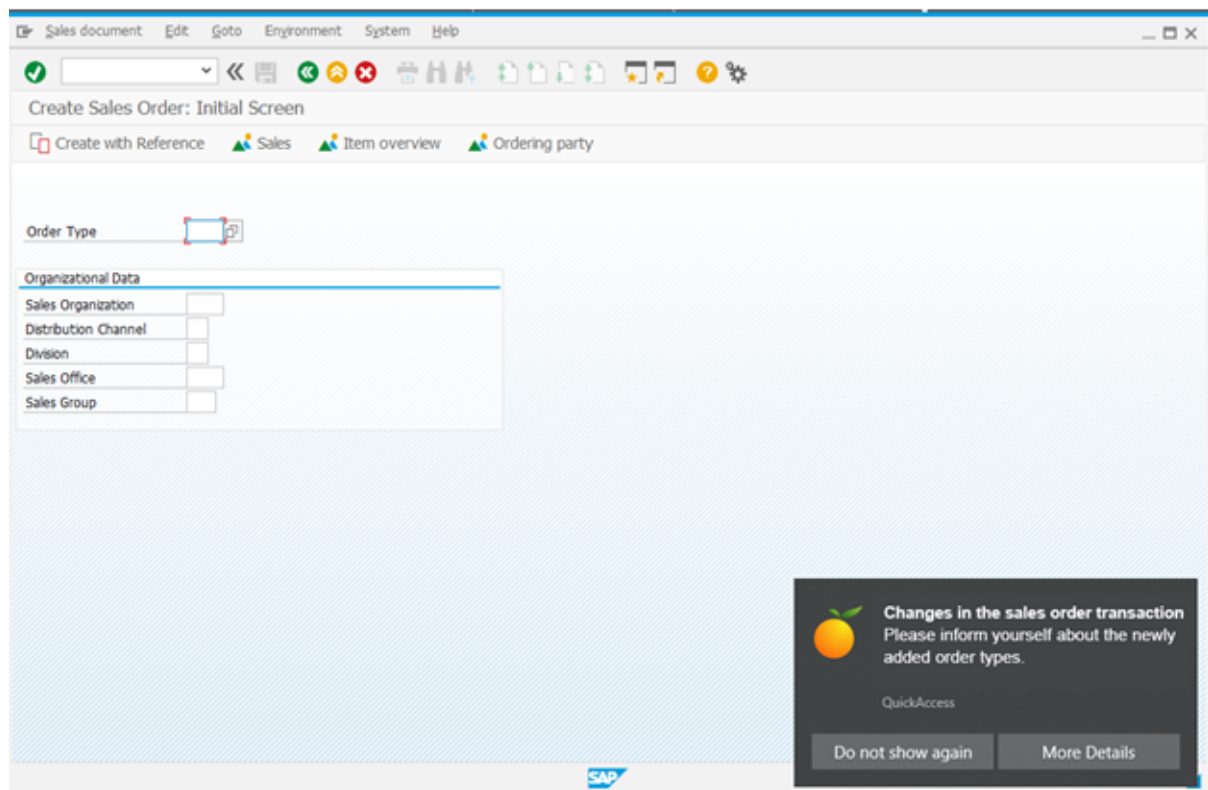 Sales document Edit Goto Environment System Help
Create Sales Order: Initial Screen
Create with Reference Sales Item overview Ordering party
Order Type
Organizational Data
Sales Organization
Distribution Channel
Division
Sales Office
Sales Group
Changes in the sales order transaction
Please inform yourself about the newly
added order types.
QuickAccess
Do not show again More Details
SAP